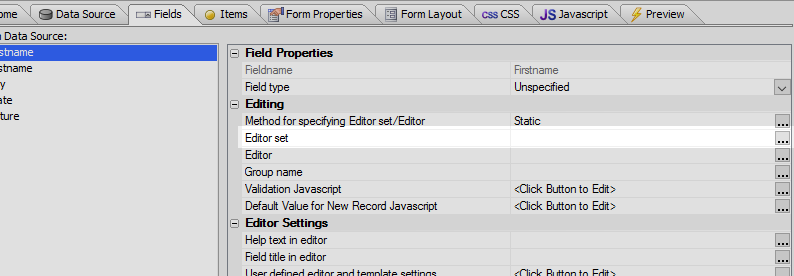 ome Data Source Fields Items Form Properties Form Layout CSS CSS JS Javascript Preview
Data Source:
stname
stname
y
ate
ture
Field Properties
Fieldname Firstname
Field type Unspecified
Editing
Method for specifying Editor set/Editor Static ...
Editor set ...
Editor ...
Group name ...
Validation Javascript <Click Button to Edit> ...
Default Value for New Record Javascript <Click Button to Edit> ...
Editor Settings
Help text in editor ...
Field title in editor ...
User defined editor and template settings <Click Button to Edit> ...